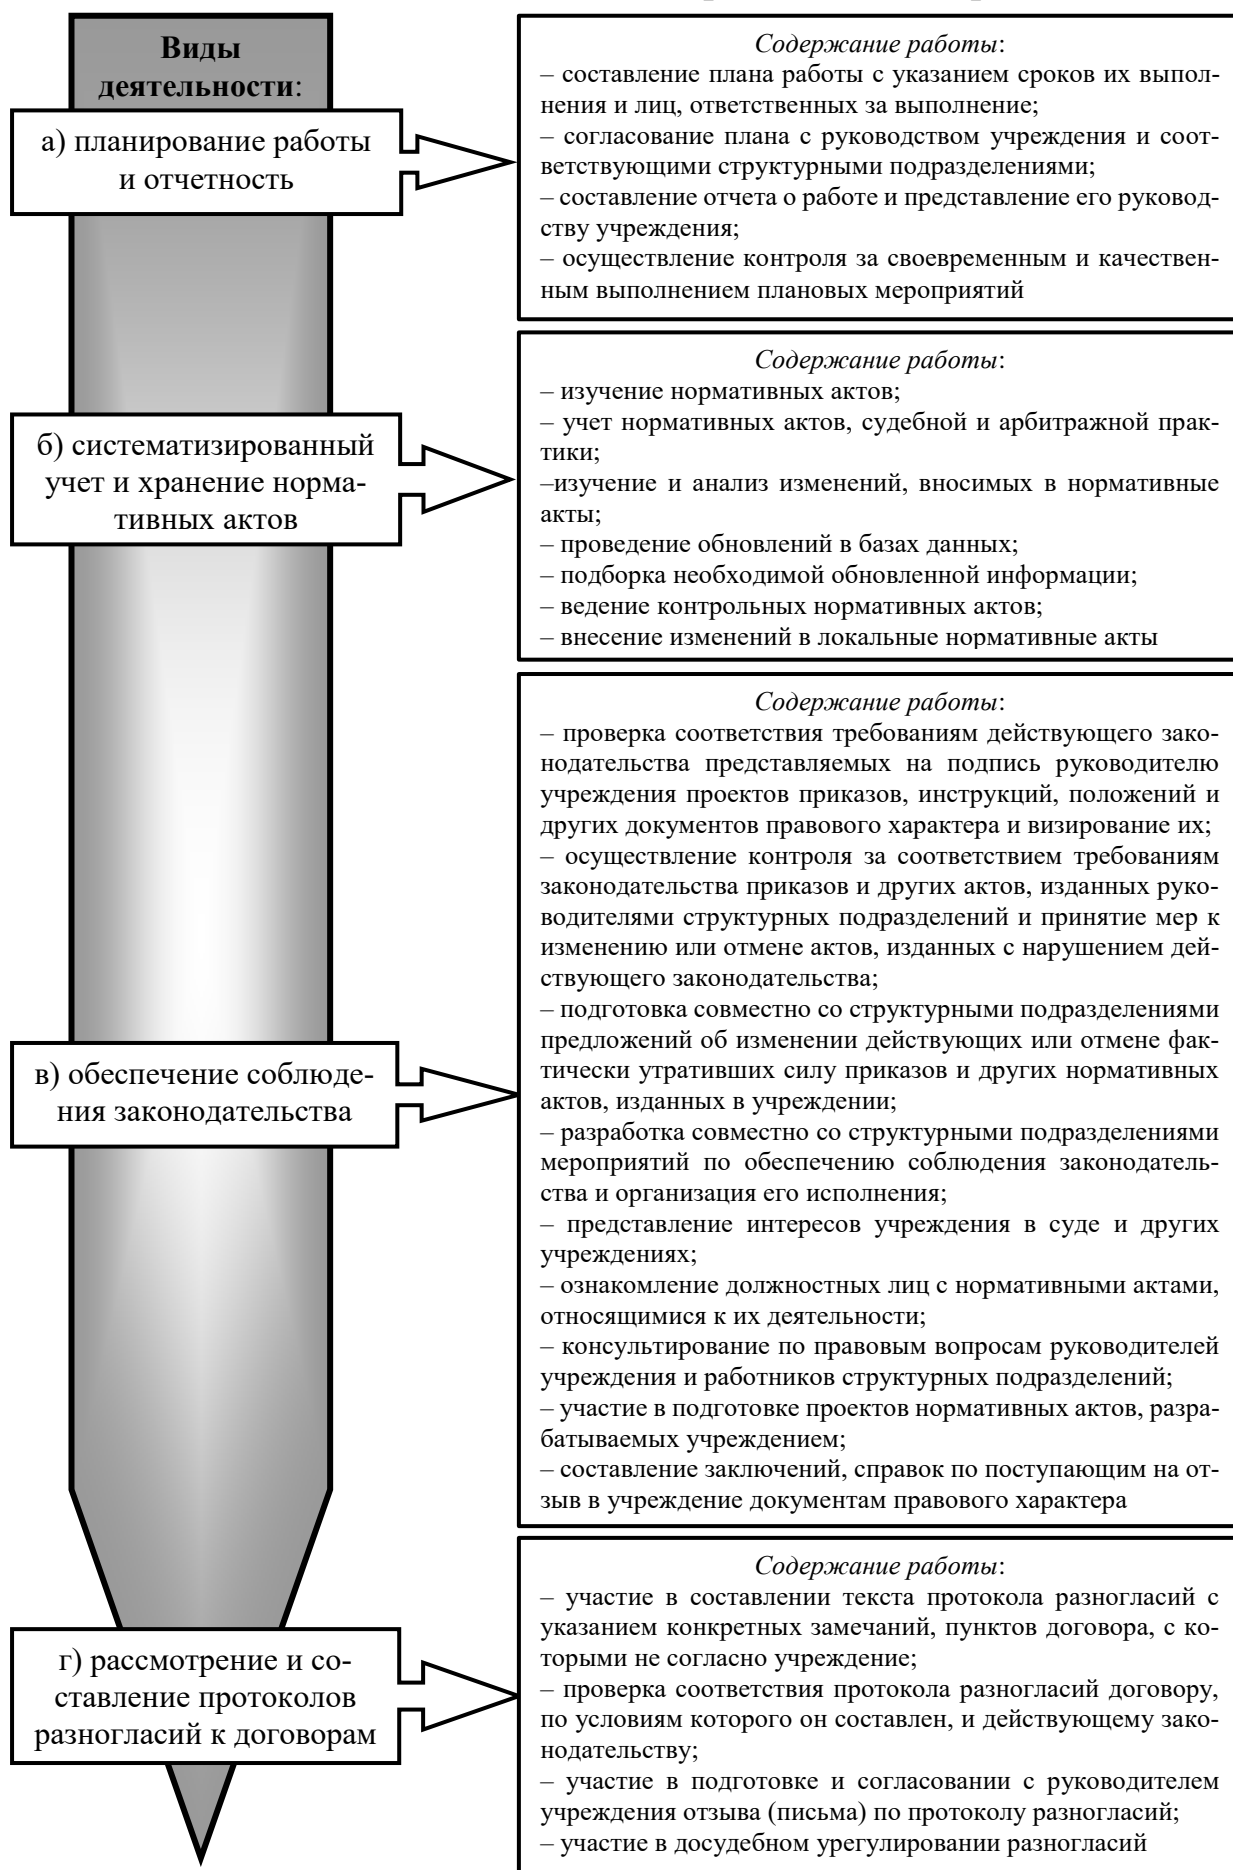 Виды
деятельности:
а) планирование работы
и отчетность
Содержание работы:
– составление плана работы с указанием сроков их выпол-
нения и лиц, ответственных за выполнение;
– согласование плана с руководством учреждения и соот-
ветствующими структурными подразделениями;
– составление отчета о работе и представление его руковод-
ству учреждения;
– осуществление контроля за своевременным и качествен-
ным выполнением плановых мероприятий
б) систематизированный
учет и хранение норма-
тивных актов
Содержание работы:
– изучение нормативных актов;
– учет нормативных актов, судебной и арбитражной прак-
тики;
–изучение и анализ изменений, вносимых в нормативные
акты;
– проведение обновлений в базах данных;
– подборка необходимой обновленной информации;
– ведение контрольных нормативных актов;
– внесение изменений в локальные нормативные акты
в) обеспечение соблюде-
ния законодательства
Содержание работы:
– проверка соответствия требованиям действующего зако-
нодательства представляемых на подпись руководителю
учреждения проектов приказов, инструкций, положений и
других документов правового характера и визирование их;
– осуществление контроля за соответствием требованиям
законодательства приказов и других актов, изданных руко-
водителями структурных подразделений и принятие мер к
изменению или отмене актов, изданных с нарушением дей-
ствующего законодательства;
– подготовка совместно со структурными подразделениями
предложений об изменении действующих или отмене фак-
тически утративших силу приказов и других нормативных
актов, изданных в учреждении;
– разработка совместно со структурными подразделениями
мероприятий по обеспечению соблюдения законодатель-
ства и организация его исполнения;
– представление интересов учреждения в суде и других
учреждениях;
– ознакомление должностных лиц с нормативными актами,
относящимися к их деятельности;
– консультирование по правовым вопросам руководителей
учреждения и работников структурных подразделений;
– участие в подготовке проектов нормативных актов, разра-
батываемых учреждением;
– составление заключений, справок по поступающим на от-
зыв в учреждение документам правового характера
г) рассмотрение и со-
ставление протоколов
разногласий к договорам
Содержание работы:
– участие в составлении текста протокола разногласий с
указанием конкретных замечаний, пунктов договора, с ко-
торыми не согласно учреждение;
– проверка соответствия протокола разногласий договору,
по условиям которого он составлен, и действующему зако-
нодательству;
– участие в подготовке и согласовании с руководителем
учреждения отзыва (письма) по протоколу разногласий;
– участие в досудебном урегулировании разногласий